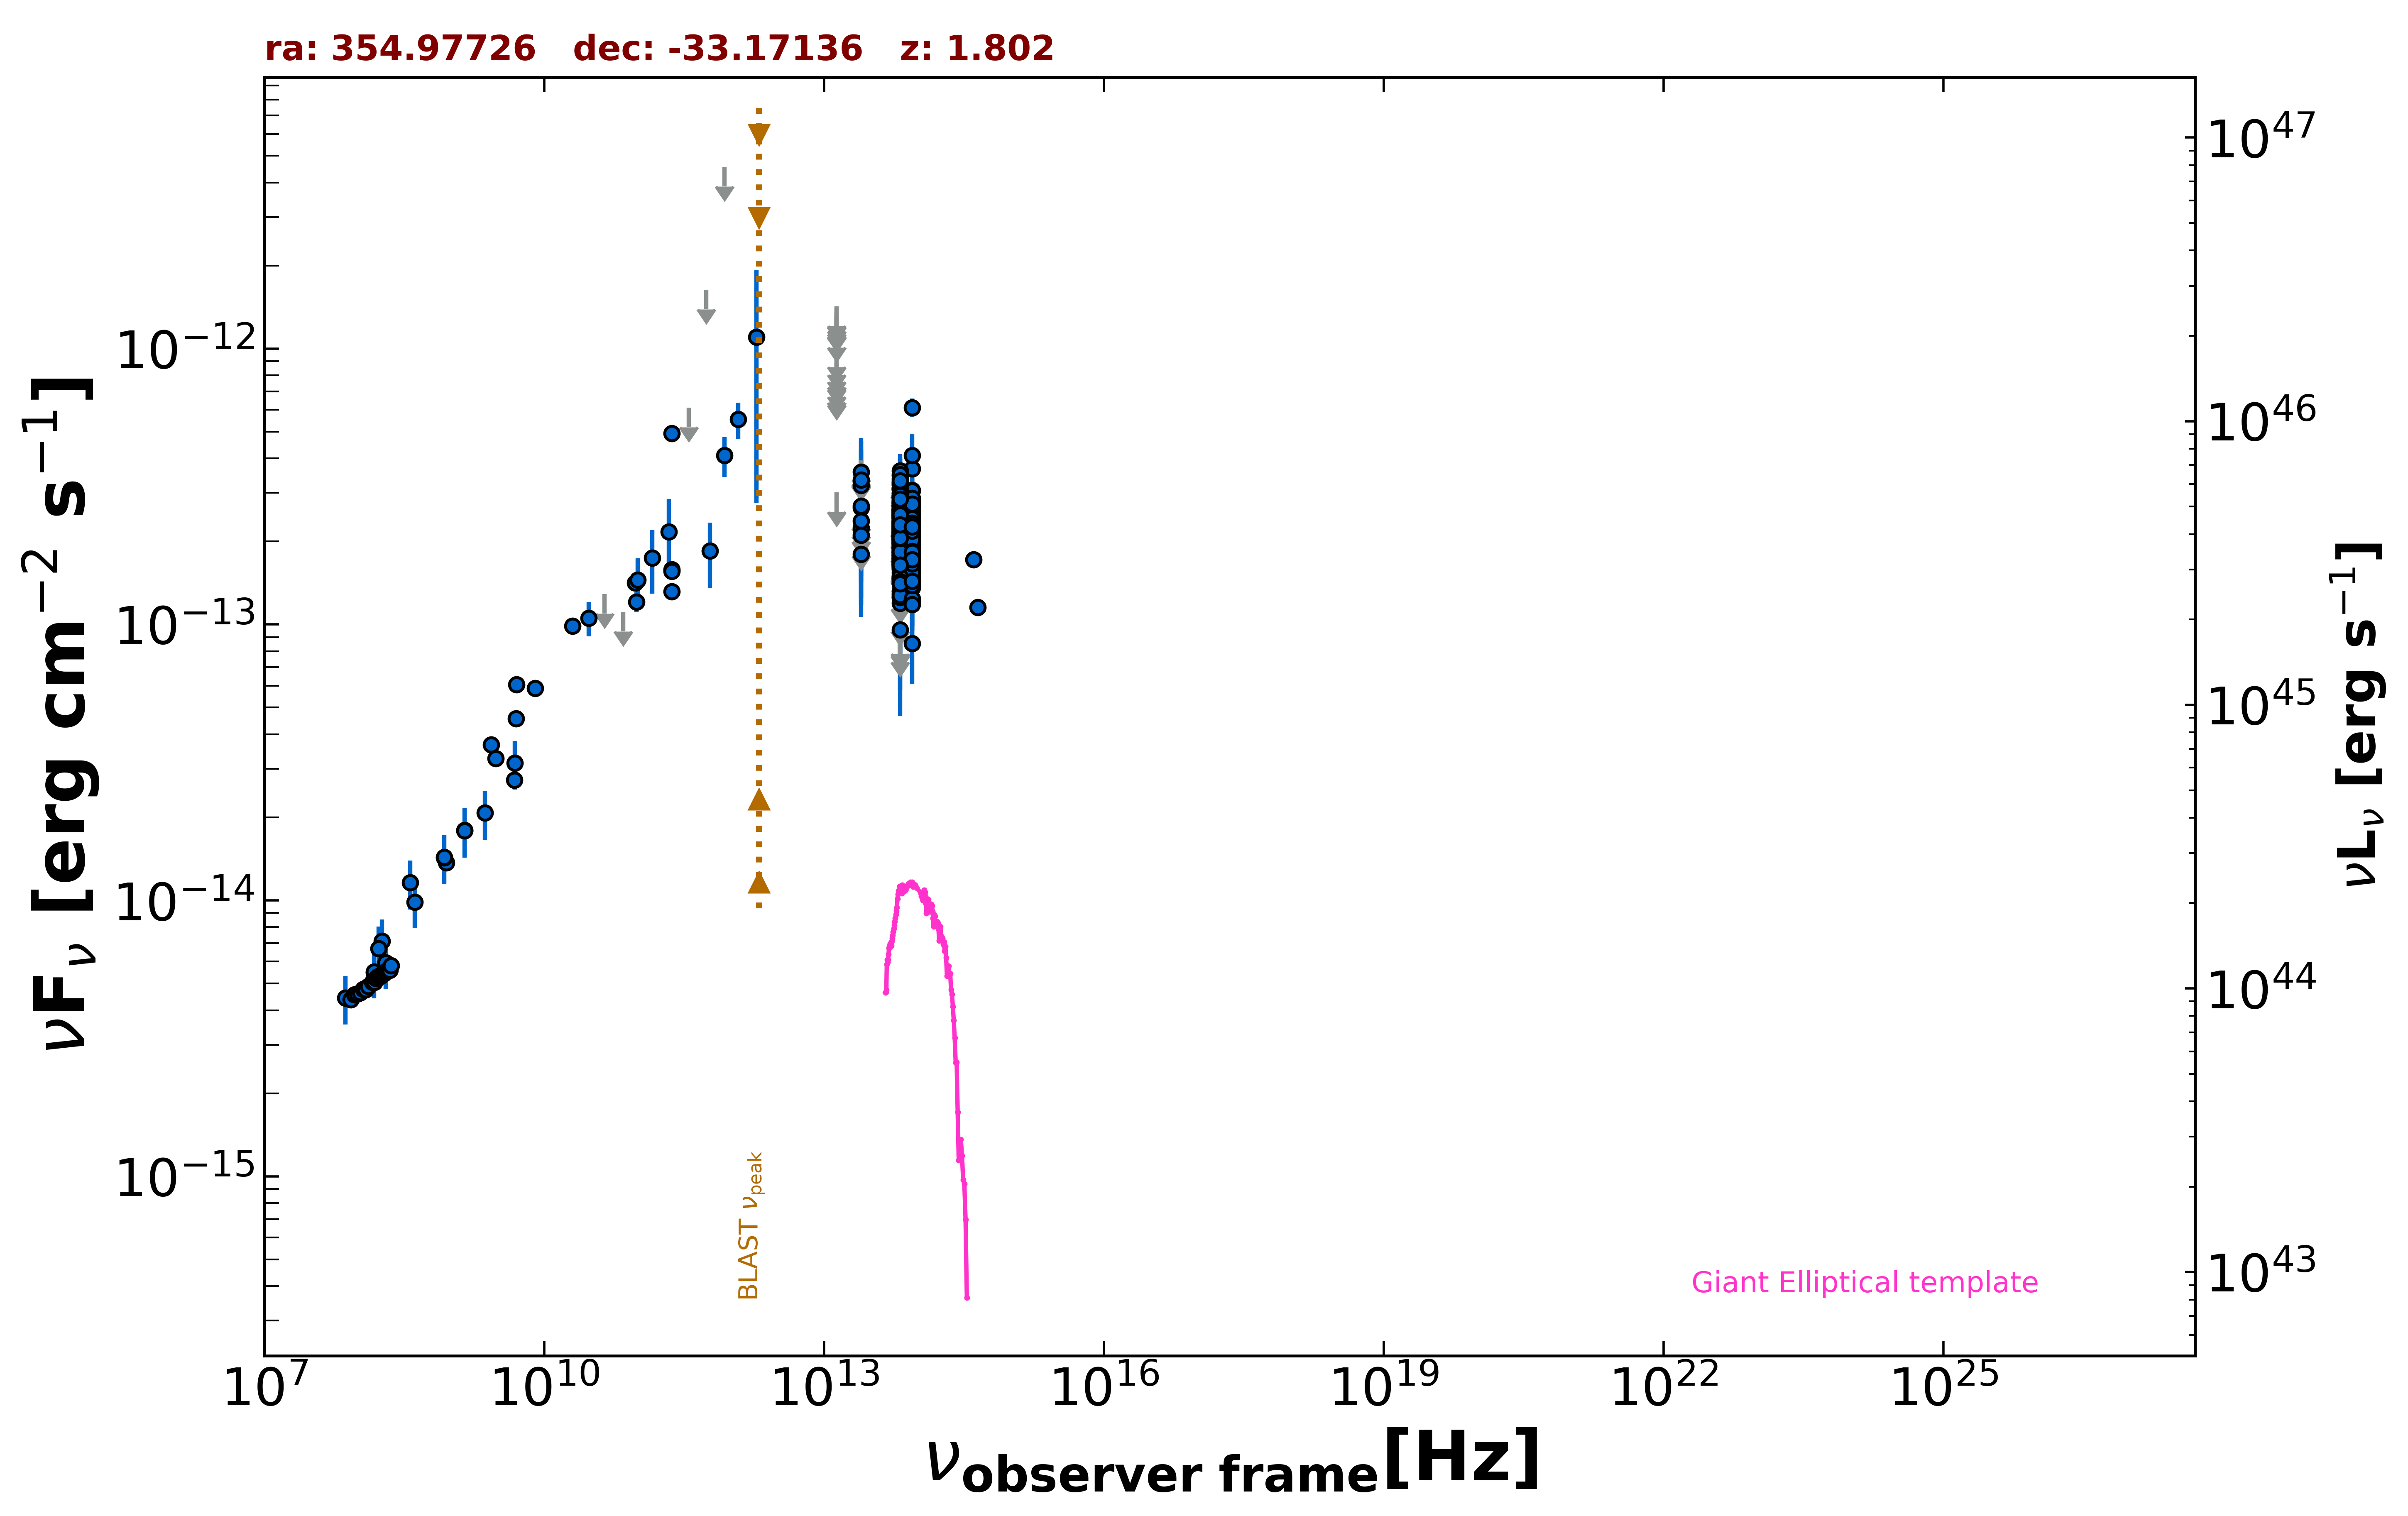 ra: 354.97726   dec: -33.17136   z: 1.802
νF_ν [erg cm^−2 s^−1]
10^−12
10^−13
10^−14
10^−15
10^47
10^46
10^45
10^44
10^43
νL_ν [erg s^−1]
BLAST ν_peak
Giant Elliptical template
10^7 10^10 10^13 10^16 10^19 10^22 10^25
ν_observer frame [Hz]